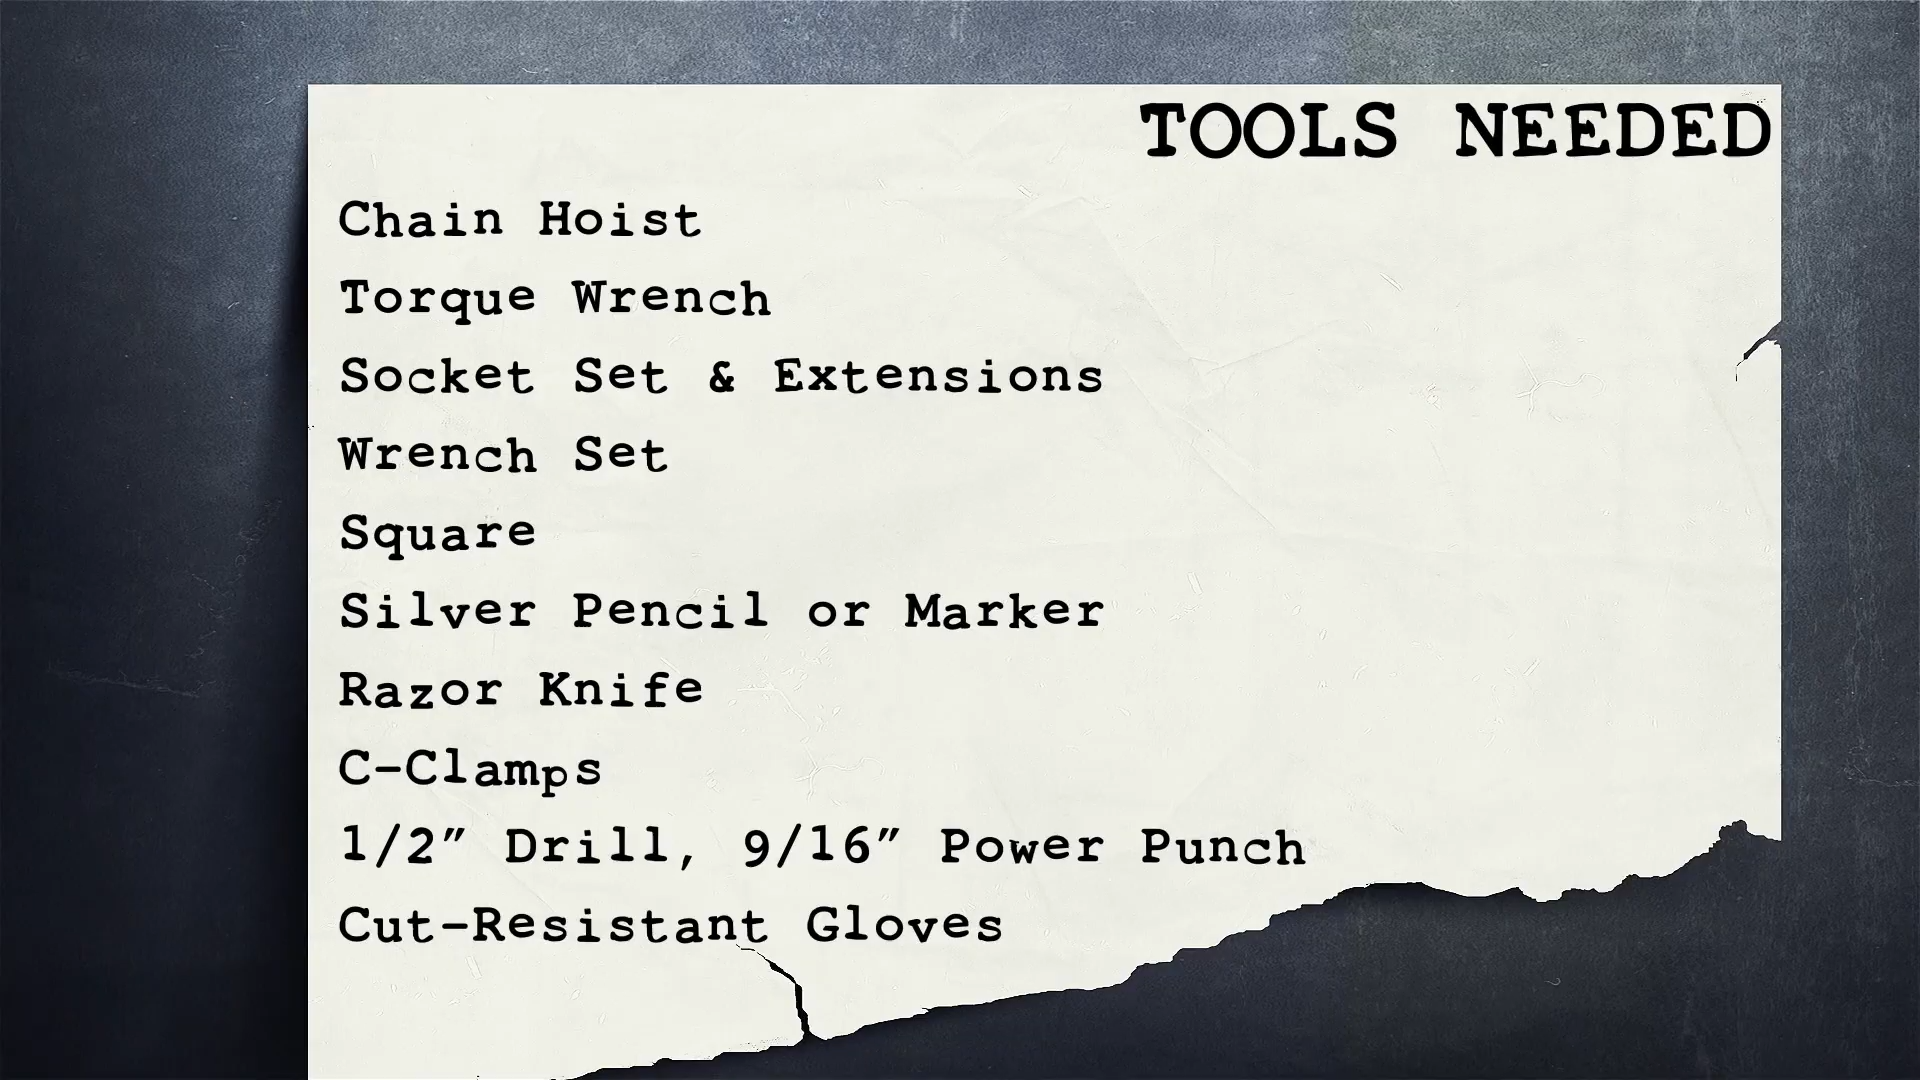 TOOLS NEEDED
Chain Hoist
Torque Wrench
Socket Set & Extensions
Wrench Set
Square
Silver Pencil or Marker
Razor Knife
C-Clamps
1/2″ Drill, 9/16″ Power Punch
Cut-Resistant Gloves